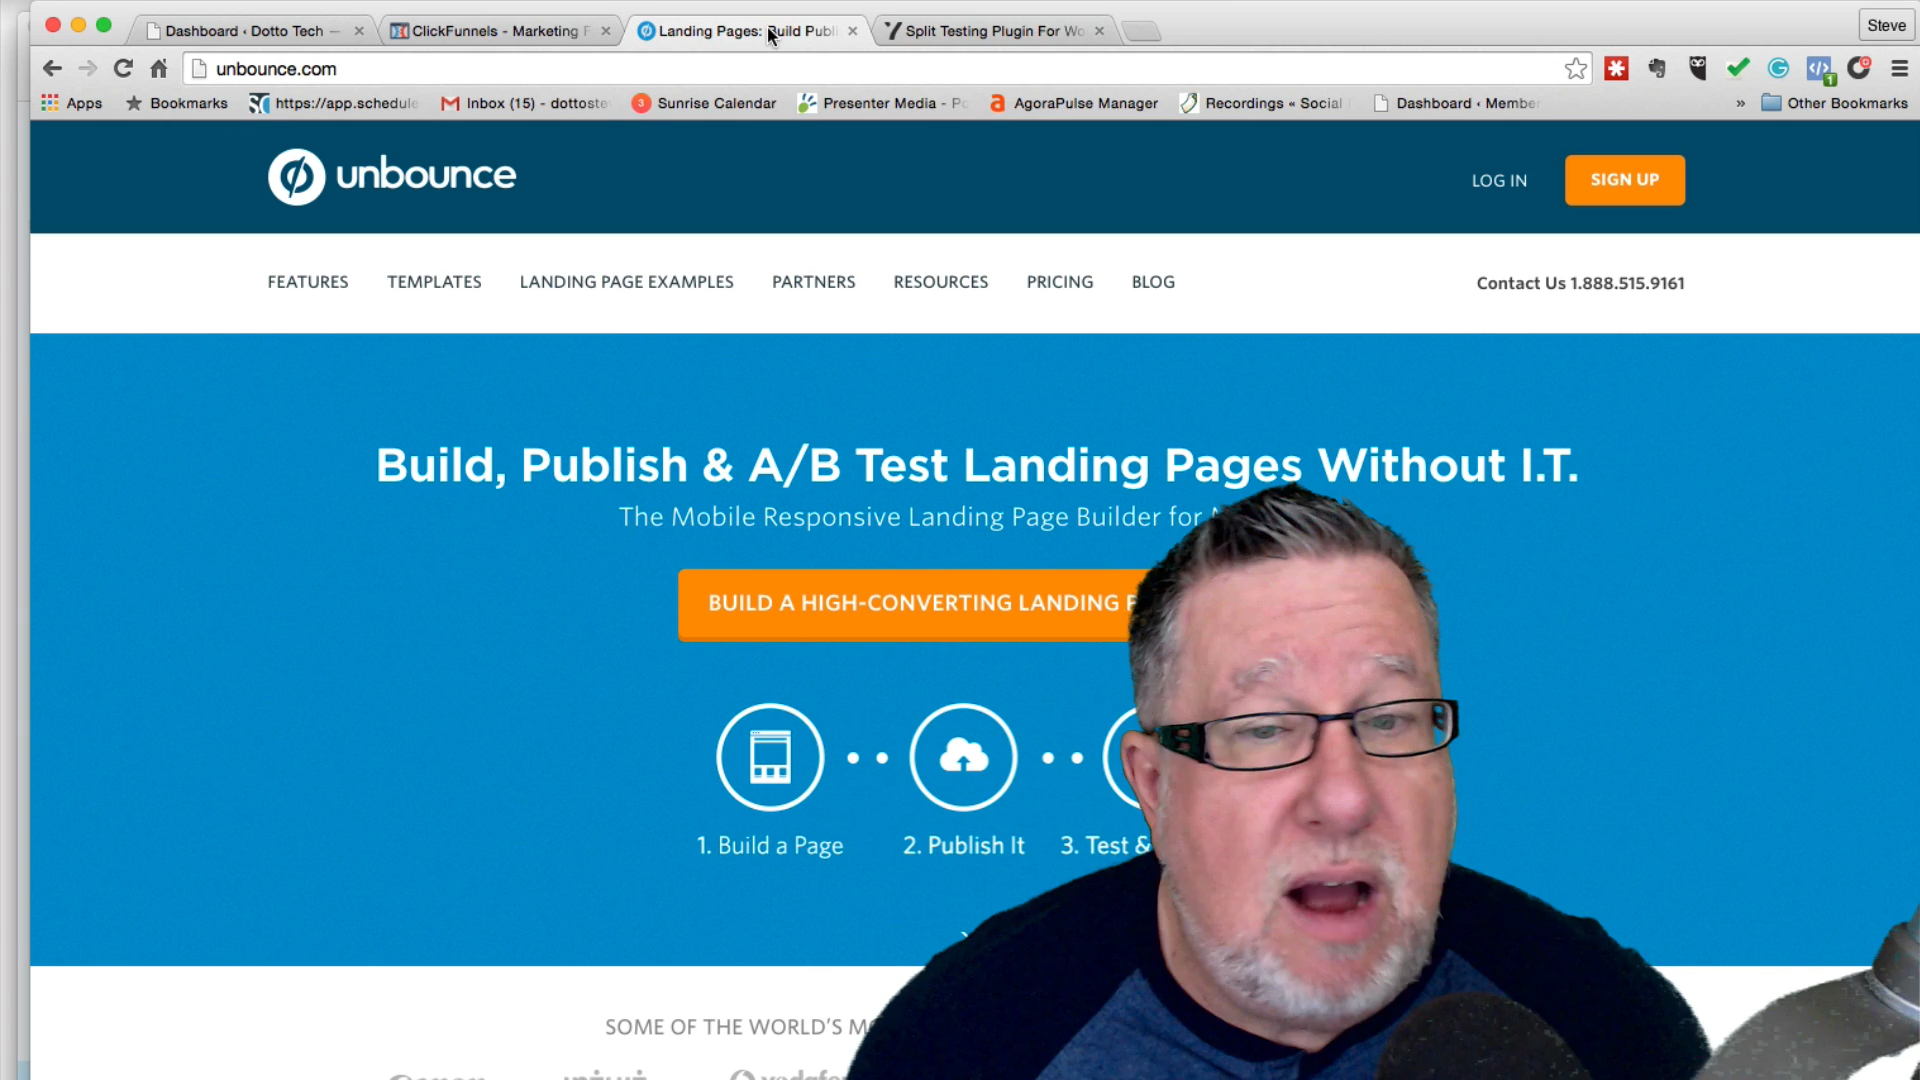 Dashboard ‹ Dotto Tech —
ClickFunnels - Marketing F
Landing Pages: Build Publi
Split Testing Plugin For Wo
Steve
unbounce.com
Apps
Bookmarks
https://app.schedule
Inbox (15) - dottoste
3 Sunrise Calendar
Presenter Media - Po
AgoraPulse Manager
Recordings « Social
Dashboard ‹ Member
»
Other Bookmarks
unbounce
LOG IN
SIGN UP
FEATURES
TEMPLATES
LANDING PAGE EXAMPLES
PARTNERS
RESOURCES
PRICING
BLOG
Contact Us 1.888.515.9161
Build, Publish & A/B Test Landing Pages Without I.T.
The Mobile Responsive Landing Page Builder for
BUILD A HIGH-CONVERTING LANDING
1. Build a Page
2. Publish It
3. Test &
SOME OF THE WORLD'S